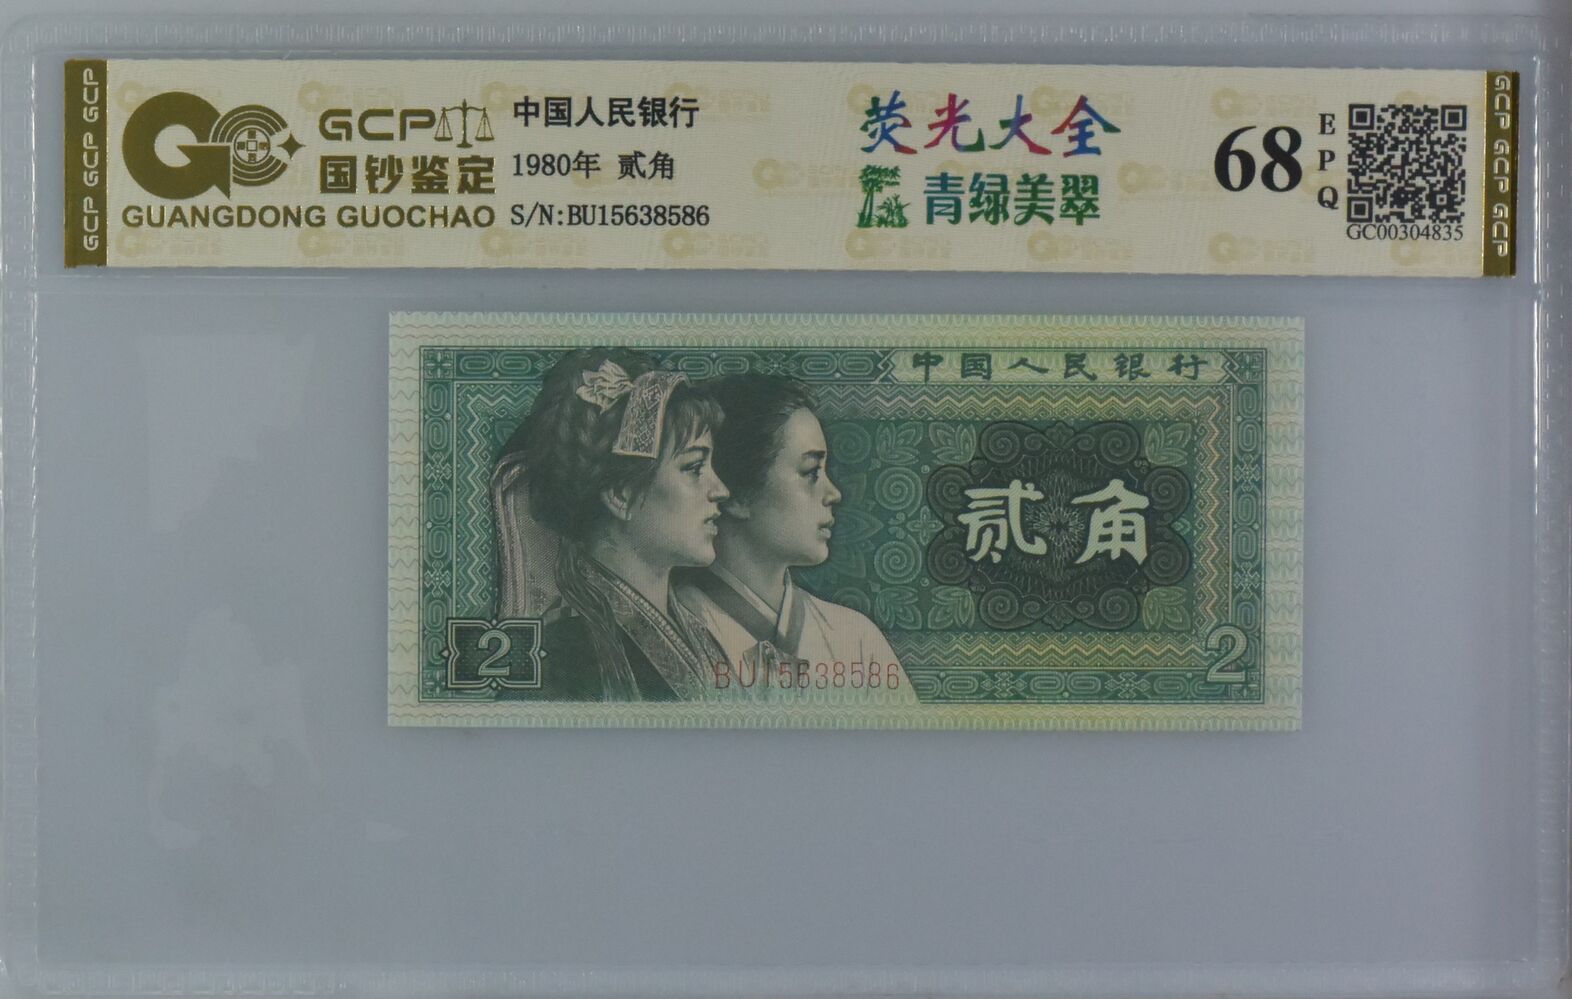 GCP GCP GCP
GCP
国钞鉴定
GUANGDONG GUOCHAO
中国人民银行
1980年 贰角
S/N:BU15638586
荧光大全
青绿美翠
68
EPQ
GC00304835
GCP GCP GCP
中国人民银行
贰角
2
BU15638586
2